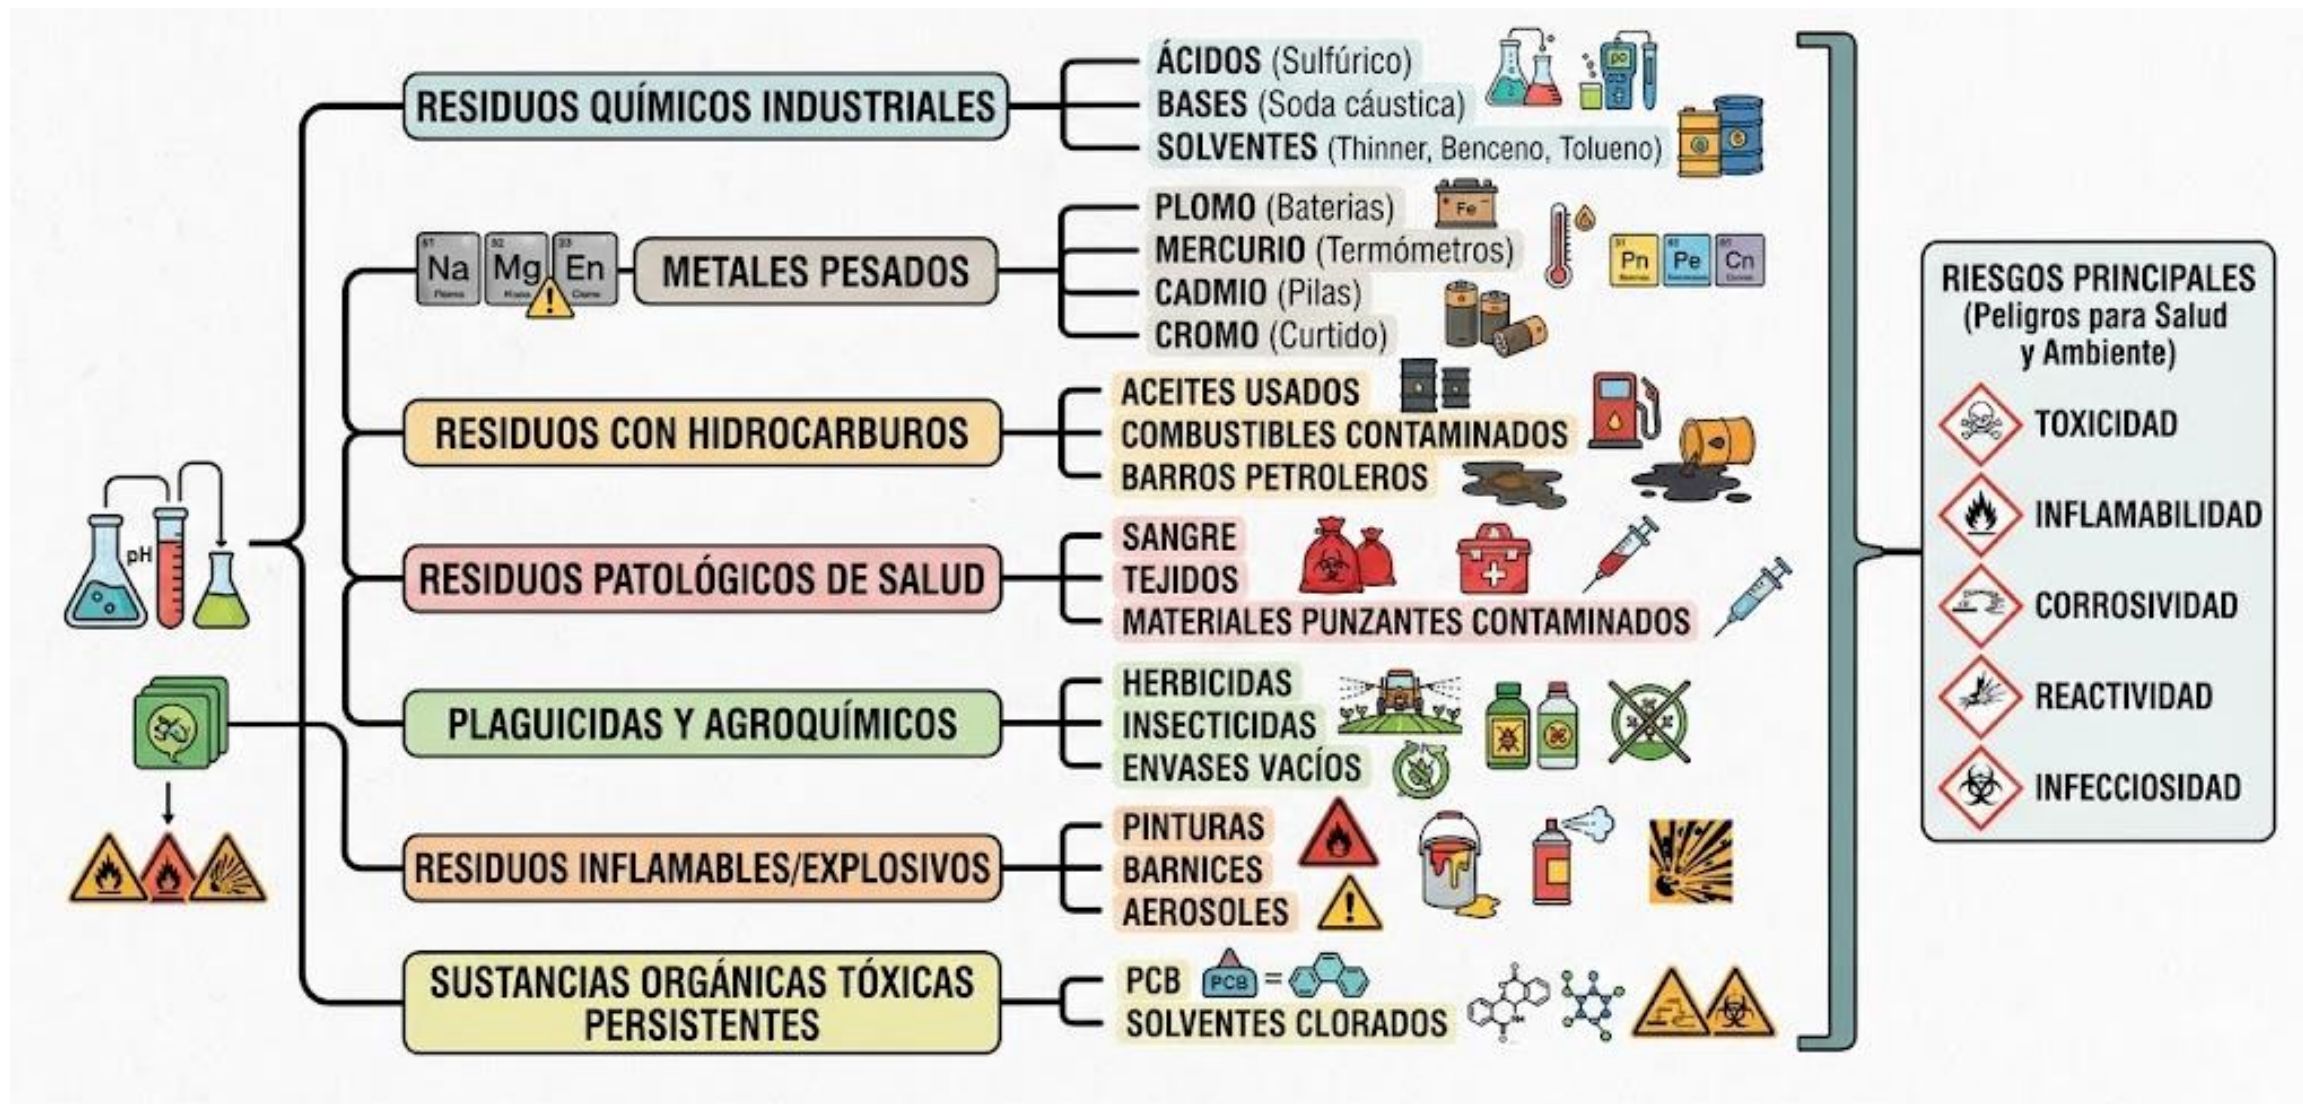 RESIDUOS QUÍMICOS INDUSTRIALES
ÁCIDOS (Sulfúrico)
BASES (Soda cáustica)
SOLVENTES (Thinner, Benceno, Tolueno)
Na
Mg
En
METALES PESADOS
PLOMO (Baterias)
Fe
MERCURIO (Termómetros)
CADMIO (Pilas)
CROMO (Curtido)
Pn
Pe
Cn
RESIDUOS CON HIDROCARBUROS
ACEITES USADOS
COMBUSTIBLES CONTAMINADOS
BARROS PETROLEROS
pH
RESIDUOS PATOLÓGICOS DE SALUD
SANGRE
TEJIDOS
MATERIALES PUNZANTES CONTAMINADOS
PLAGUICIDAS Y AGROQUÍMICOS
HERBICIDAS
INSECTICIDAS
ENVASES VACÍOS
RESIDUOS INFLAMABLES/EXPLOSIVOS
PINTURAS
BARNICES
AEROSOLES
SUSTANCIAS ORGÁNICAS TÓXICAS
PERSISTENTES
PCB
PCB =
SOLVENTES CLORADOS
RIESGOS PRINCIPALES
(Peligros para Salud
y Ambiente)
TOXICIDAD
INFLAMABILIDAD
CORROSIVIDAD
REACTIVIDAD
INFECCIOSIDAD